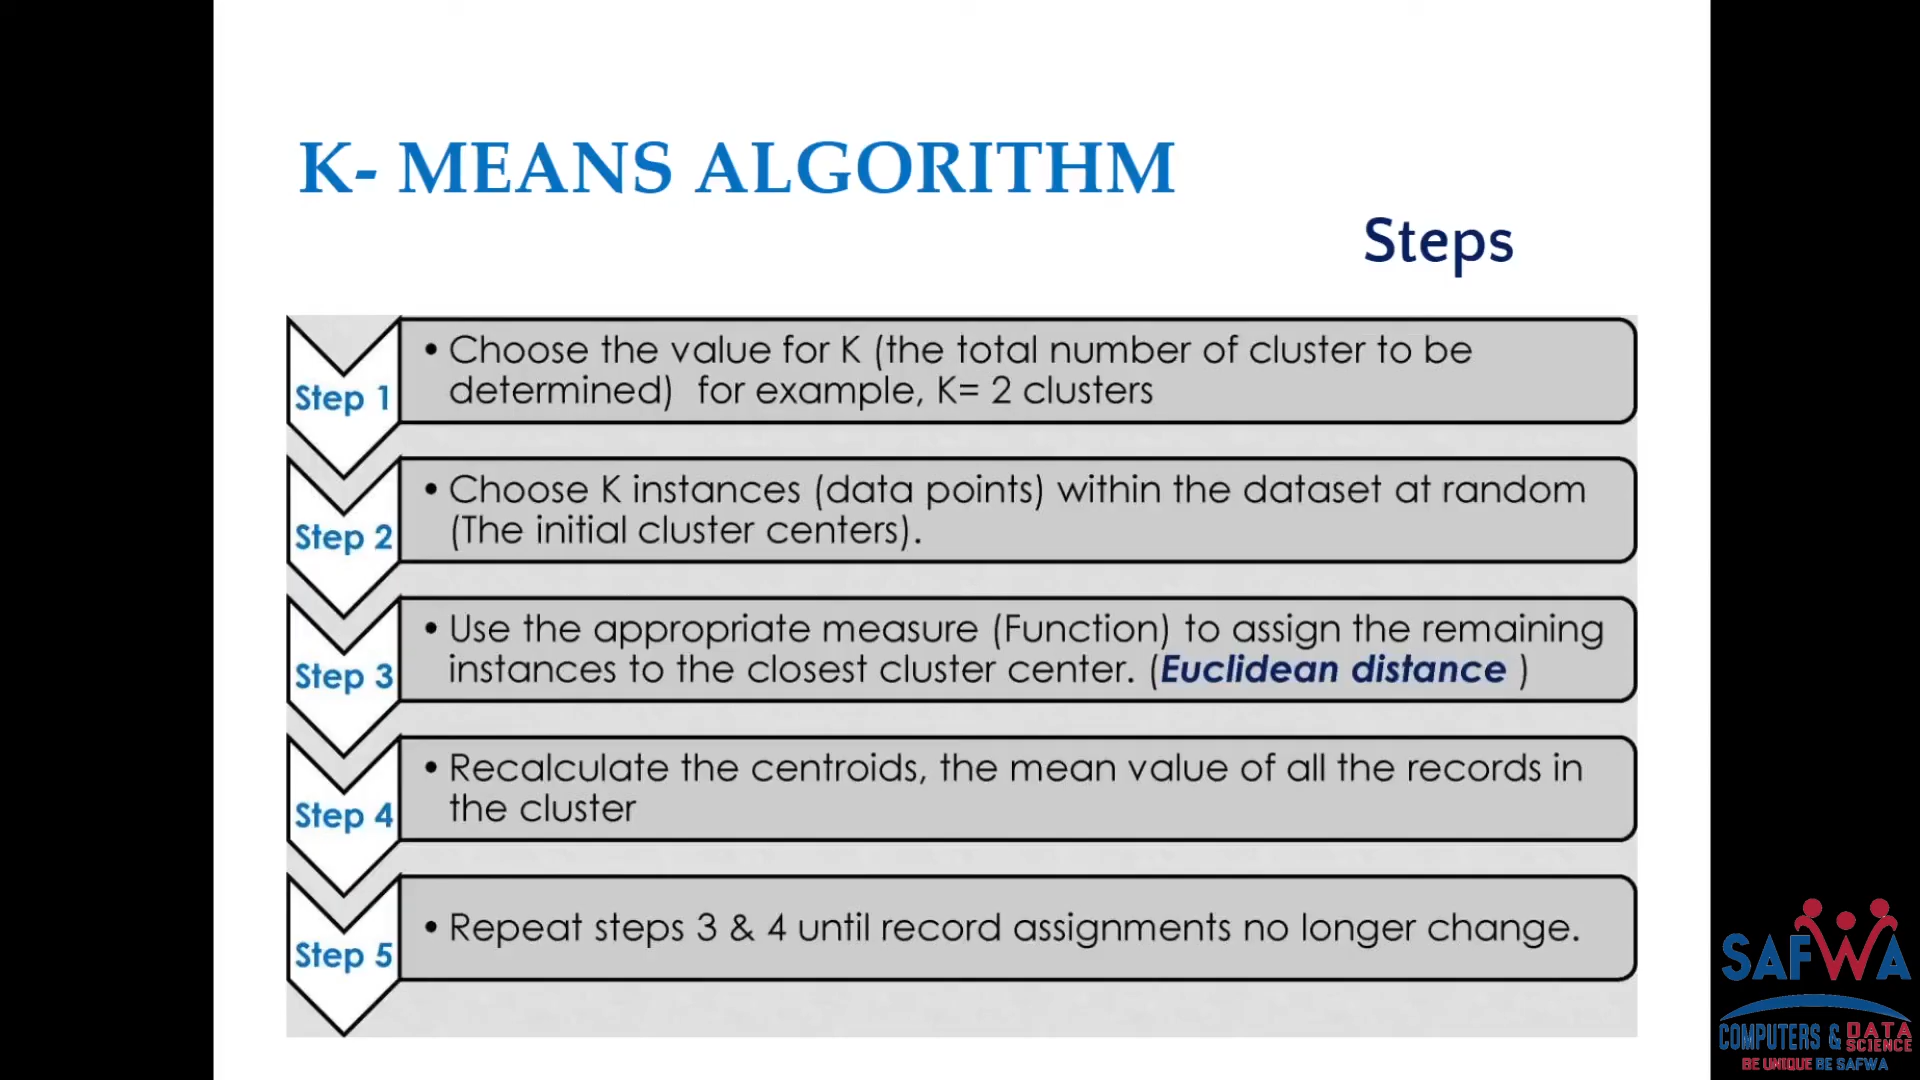 K- MEANS ALGORITHM
Steps
Step 1
• Choose the value for K (the total number of cluster to be
determined)  for example, K= 2 clusters
Step 2
• Choose K instances (data points) within the dataset at random
(The initial cluster centers).
Step 3
• Use the appropriate measure (Function) to assign the remaining
instances to the closest cluster center. (Euclidean distance )
Step 4
• Recalculate the centroids, the mean value of all the records in
the cluster
Step 5
• Repeat steps 3 & 4 until record assignments no longer change.
SAFWA
COMPUTERS & DATA SCIENCE
BE UNIQUE BE SAFWA